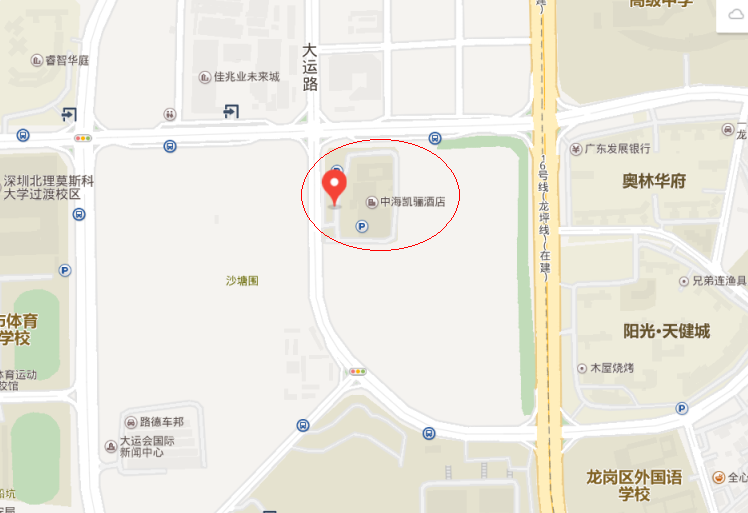 高级中学
睿智华庭
大运路
佳兆业未来城
广东发展银行
奥林华府
深圳北理莫斯科
大学过渡校区
中海凯骊酒店
16号线(龙坪线)(在建)
沙塘围
兄弟连渔具
体育
学校
阳光·天健城
木屋烧烤
体育运动
校馆
路德车邦
大运会国际
新闻中心
龙岗区外国语
学校
全心
P
P
P
¥
龙